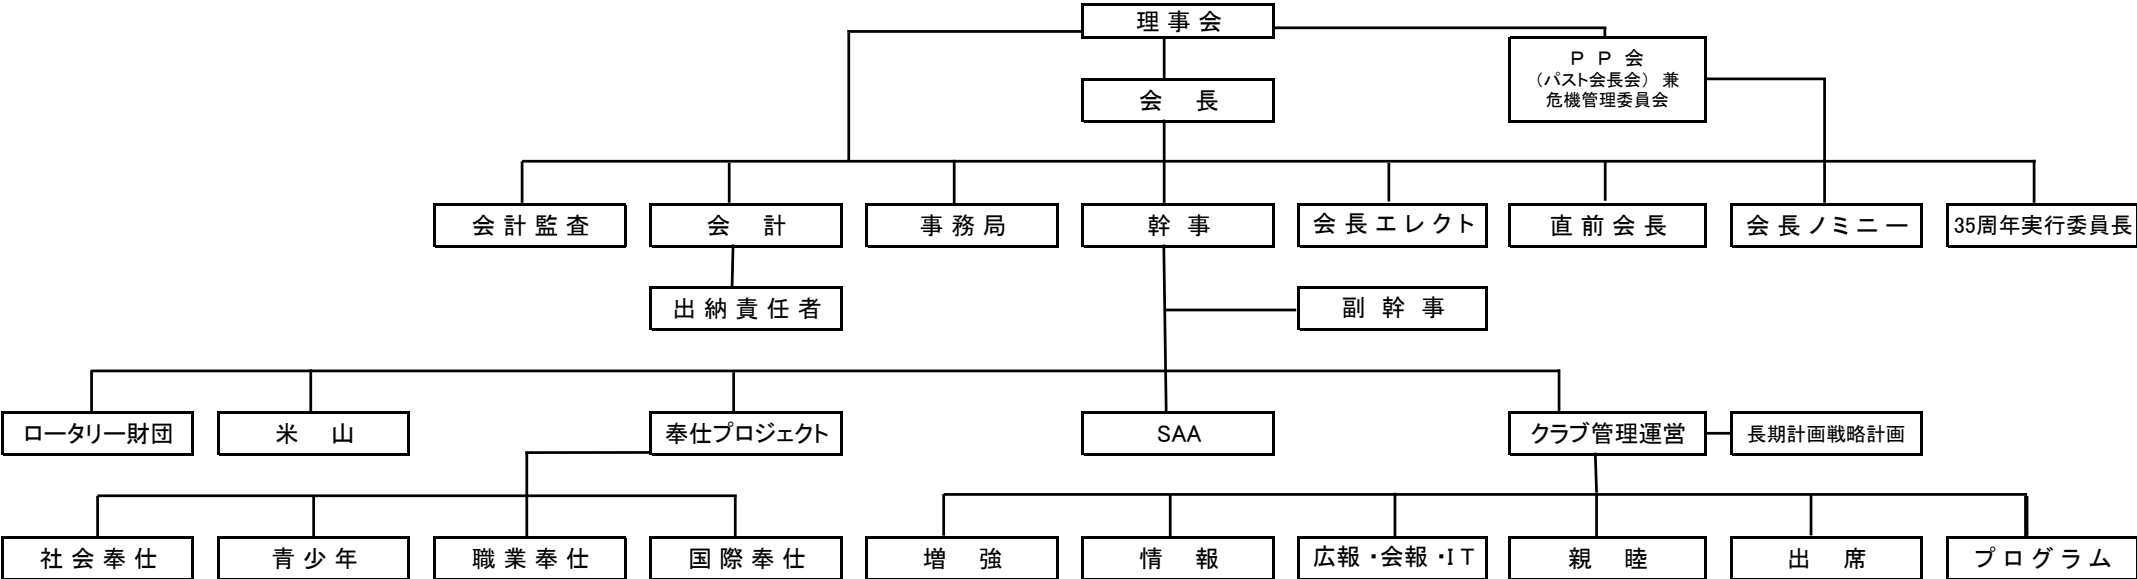 理事会
P P 会
（パスト会長会） 兼
危機管理委員会
会 長
会計監査
会 計
事務局
幹 事
会長エレクト
直前会長
会長ノミニー
35周年実行委員長
出納責任者
副 幹 事
ロータリー財団
米 山
奉仕プロジェクト
SAA
クラブ管理運営
長期計画戦略計画
社会奉仕
青少年
職業奉仕
国際奉仕
増 強
情 報
広報・会報・IT
親 睦
出 席
プログラム